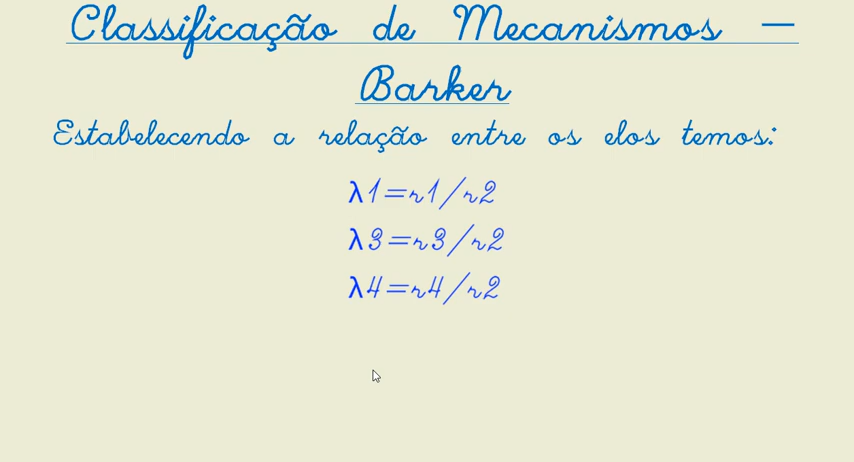 Classificação de Mecanismos –
Barker
Estabelecendo a relação entre os elos temos:
λ1=r1/r2
λ3=r3/r2
λ4=r4/r2